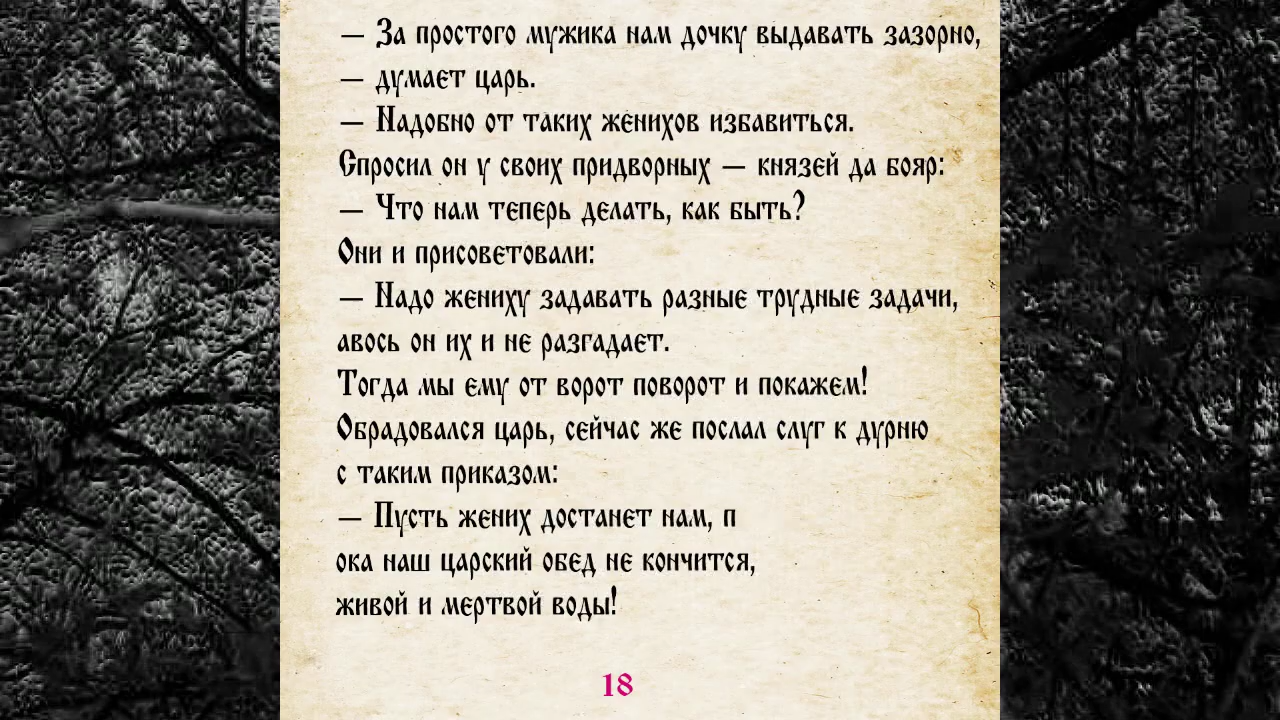 — За простого мужика нам дочку выдавать зазорно,
— думает царь.
— Надобно от таких женихов избавиться.
Спросил он у своих придворных — князей да бояр:
— Что нам теперь делать, как быть?
Они и присоветовали:
— Надо жениху задавать разные трудные задачи,
авось он их и не разгадает.
Тогда мы ему от ворот поворот и покажем!
Обрадовался царь, сейчас же послал слуг к дурню
с таким приказом:
— Пусть жених достанет нам, п
ока наш царский обед не кончится,
живой и мертвой воды!
18